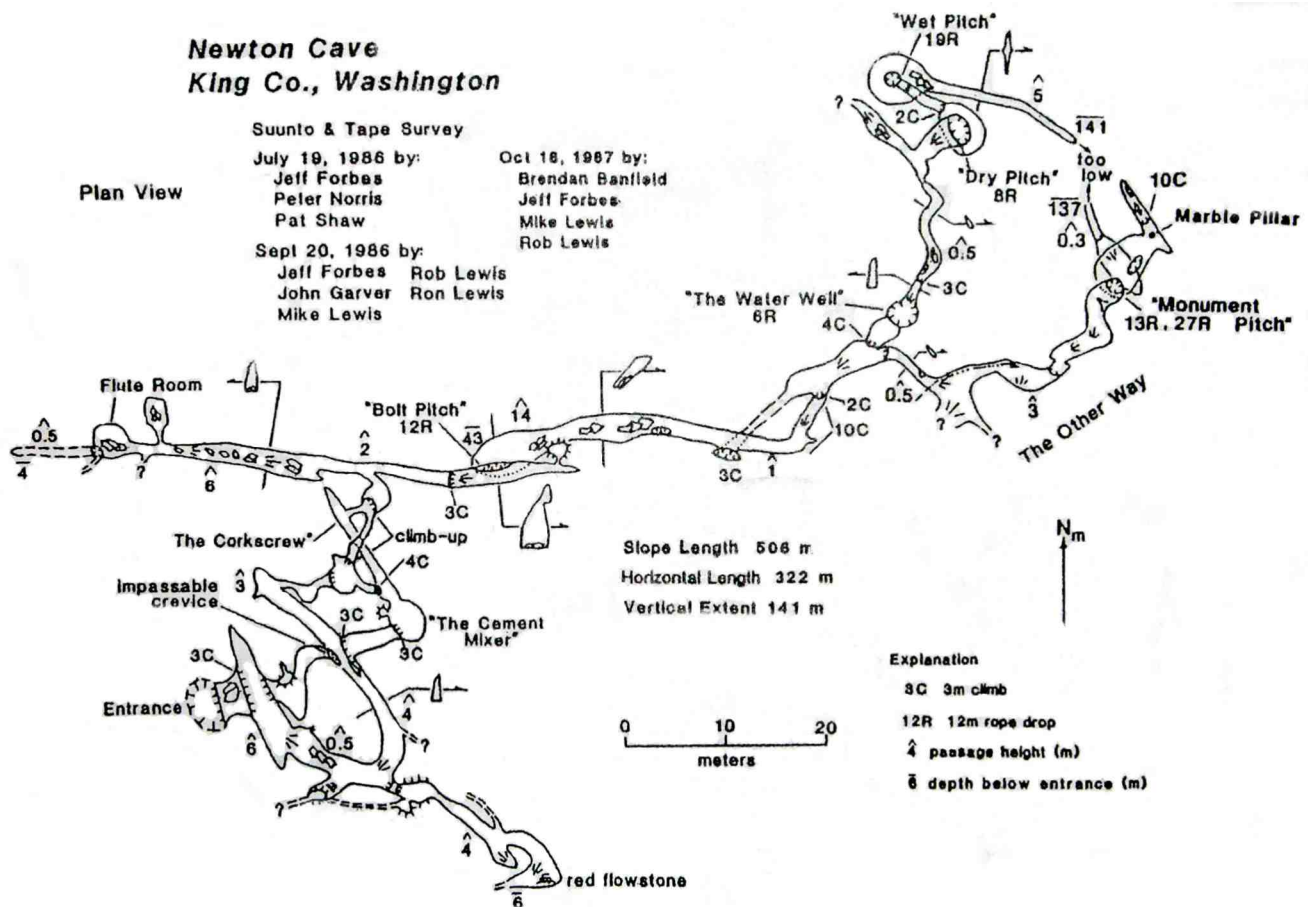 Newton Cave
King Co., Washington
Suunto & Tape Survey
July 19, 1986 by:
Jeff Forbes
Peter Norris
Pat Shaw
Sept 20, 1986 by:
Jeff Forbes Rob Lewis
John Garver Ron Lewis
Mike Lewis
Oct 18, 1987 by:
Brendan Banfield
Jeff Forbes
Mike Lewis
Rob Lewis
Plan View
"Wet Pitch"
19R
^5
?
2C
141
too
low
"Dry Pitch"
8R
10C
137
^0.3
Marble Pillar
^0.5
3C
"The Water Well"
6R
4C
"Monument
13R, 27R Pitch"
Flute Room
"Bolt Pitch"
12R
43
^14
^2
2C
10C
^0.5
^3
?
?
The Other Way
^0.5
4
?
^6
3C
3C
^1
The Corkscrew"
climb-up
4C
^3
impassable
crevice
3C
"The Cement
Mixer"
3C
3C
Entrance
^6
^0.5
^4
?
?
^4
6
red flowstone
Slope Length 506 m
Horizontal Length 322 m
Vertical Extent 141 m
Nm
0 10 20
meters
Explanation
3C 3m climb
12R 12m rope drop
^4 passage height (m)
6 depth below entrance (m)